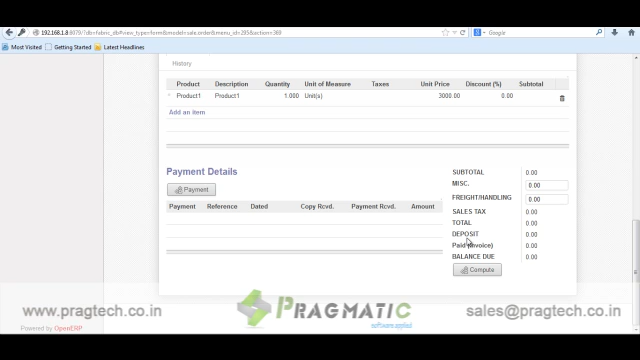 192.168.1.8:8079/?db=fabric_db#view_type=form&model=sale.order&menu_id=285&action=369
Google
Most Visited Getting Started Latest Headlines
History
Product Description Quantity Unit of Measure Taxes Unit Price Discount (%) Subtotal
Product1 Product1 1.000 Unit(s) 3000.00 0.00
Add an item
Payment Details
Payment
Payment Reference Dated Copy Rcvd. Payment Rcvd. Amount
SUBTOTAL 0.00
MISC. 0.00
FREIGHT/HANDLING 0.00
SALES TAX 0.00
TOTAL 0.00
DEPOSIT 0.00
Paid (Invoice) 0.00
BALANCE DUE 0.00
Compute
www.pragtech.co.in PRAGMATIC sales@pragtech.co.in
software applied
Powered by OpenERP